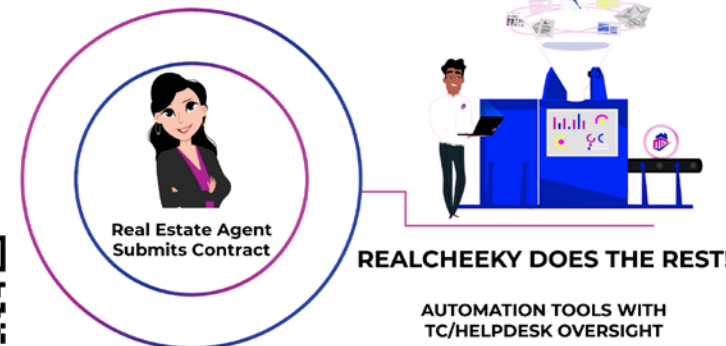 Real Estate Agent
Submits Contract
REALCHEEKY DOES THE REST!
AUTOMATION TOOLS WITH
TC/HELPDESK OVERSIGHT